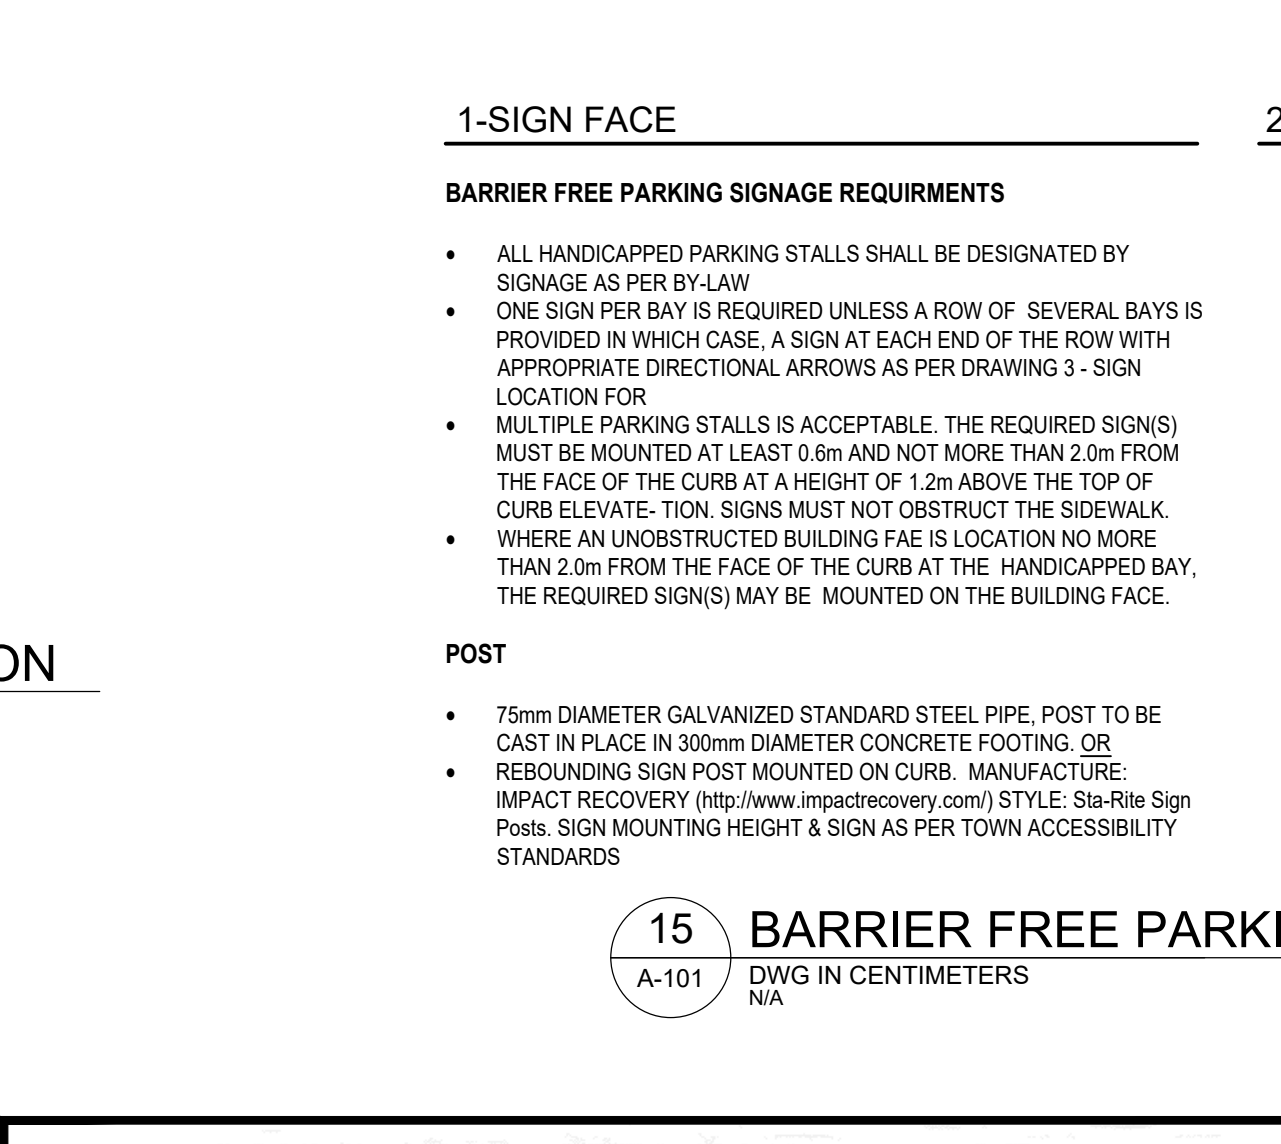 1-SIGN FACE
2
BARRIER FREE PARKING SIGNAGE REQUIRMENTS
• ALL HANDICAPPED PARKING STALLS SHALL BE DESIGNATED BY
SIGNAGE AS PER BY-LAW
• ONE SIGN PER BAY IS REQUIRED UNLESS A ROW OF SEVERAL BAYS IS
PROVIDED IN WHICH CASE, A SIGN AT EACH END OF THE ROW WITH
APPROPRIATE DIRECTIONAL ARROWS AS PER DRAWING 3 - SIGN
LOCATION FOR
• MULTIPLE PARKING STALLS IS ACCEPTABLE. THE REQUIRED SIGN(S)
MUST BE MOUNTED AT LEAST 0.6m AND NOT MORE THAN 2.0m FROM
THE FACE OF THE CURB AT A HEIGHT OF 1.2m ABOVE THE TOP OF
CURB ELEVATE- TION. SIGNS MUST NOT OBSTRUCT THE SIDEWALK.
• WHERE AN UNOBSTRUCTED BUILDING FAE IS LOCATION NO MORE
THAN 2.0m FROM THE FACE OF THE CURB AT THE HANDICAPPED BAY,
THE REQUIRED SIGN(S) MAY BE MOUNTED ON THE BUILDING FACE.
ON
POST
• 75mm DIAMETER GALVANIZED STANDARD STEEL PIPE, POST TO BE
CAST IN PLACE IN 300mm DIAMETER CONCRETE FOOTING. OR
• REBOUNDING SIGN POST MOUNTED ON CURB. MANUFACTURE:
IMPACT RECOVERY (http://www.impactrecovery.com/) STYLE: Sta-Rite Sign
Posts. SIGN MOUNTING HEIGHT & SIGN AS PER TOWN ACCESSIBILITY
STANDARDS
15
BARRIER FREE PARKI
A-101
DWG IN CENTIMETERS
N/A